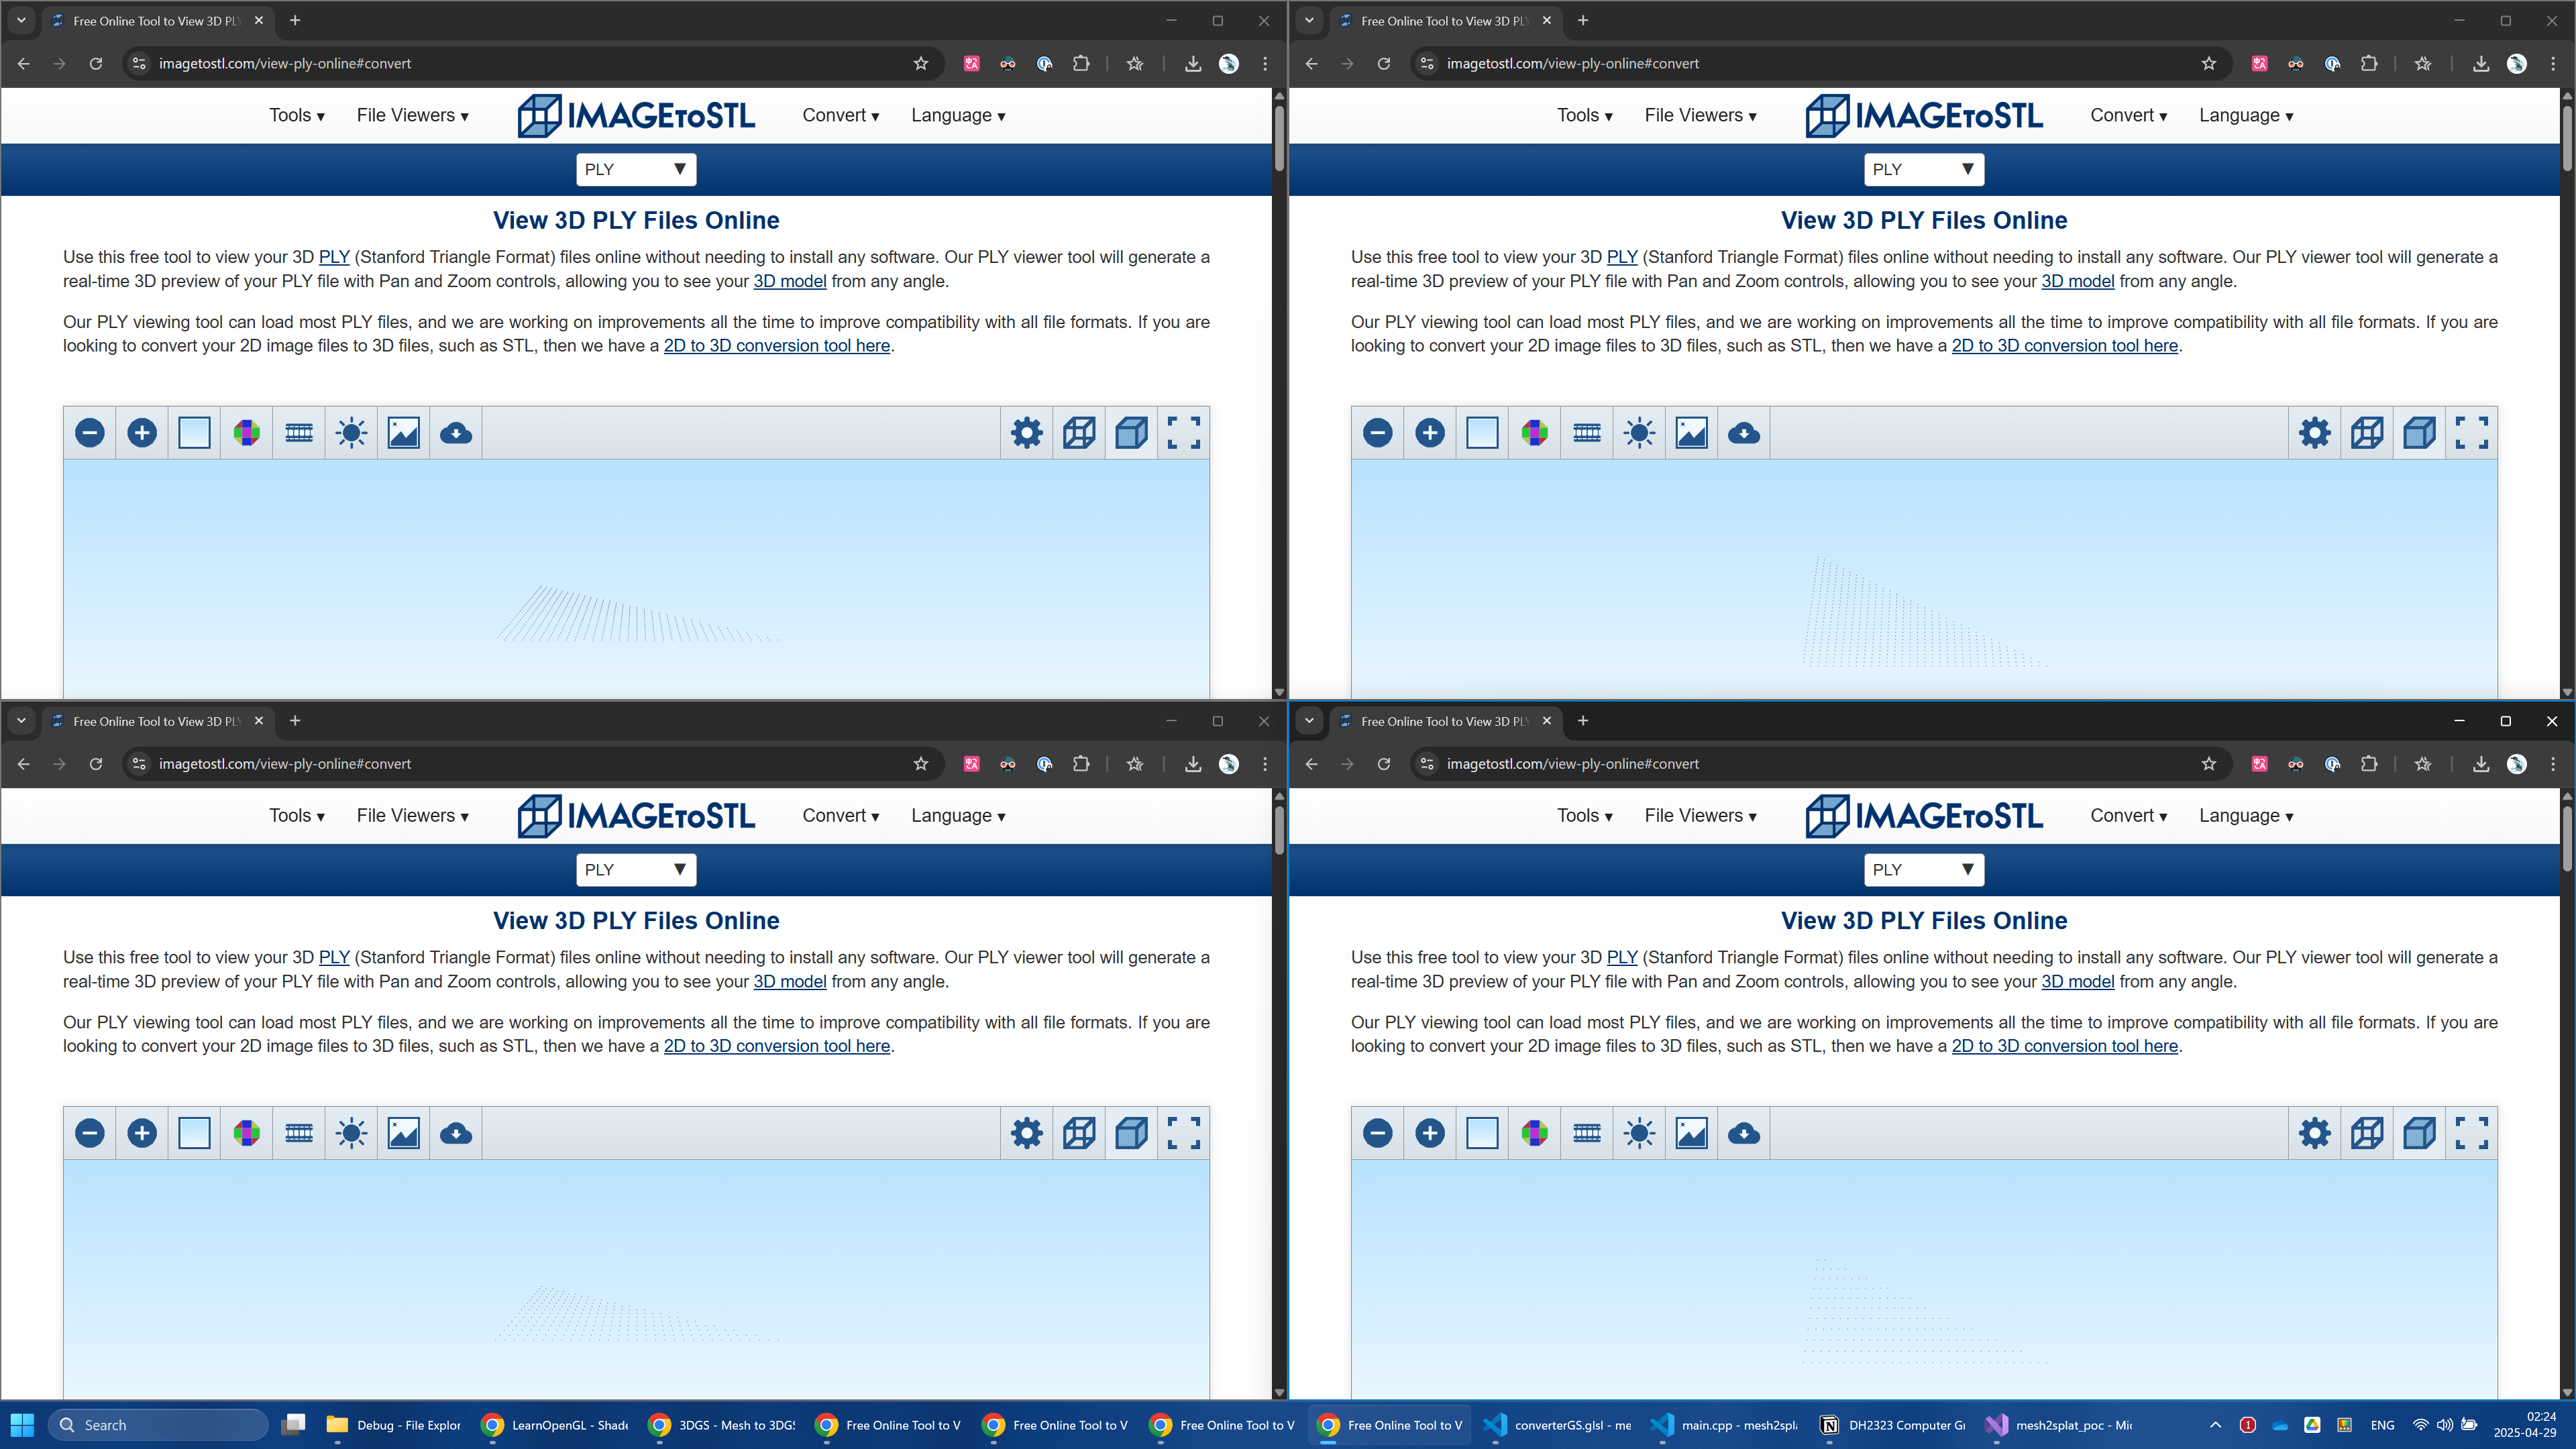 Free Online Tool to View 3D PLY
imagetostl.com/view-ply-online#convert
Tools ▾ File Viewers ▾ IMAGETOSTL Convert ▾ Language ▾
PLY ▼
View 3D PLY Files Online
Use this free tool to view your 3D PLY (Stanford Triangle Format) files online without needing to install any software. Our PLY viewer tool will generate a
real-time 3D preview of your PLY file with Pan and Zoom controls, allowing you to see your 3D model from any angle.
Our PLY viewing tool can load most PLY files, and we are working on improvements all the time to improve compatibility with all file formats. If you are
looking to convert your 2D image files to 3D files, such as STL, then we have a 2D to 3D conversion tool here.
Free Online Tool to View 3D PLY
imagetostl.com/view-ply-online#convert
Tools ▾ File Viewers ▾ IMAGETOSTL Convert ▾ Language ▾
PLY ▼
View 3D PLY Files Online
Use this free tool to view your 3D PLY (Stanford Triangle Format) files online without needing to install any software. Our PLY viewer tool will generate a
real-time 3D preview of your PLY file with Pan and Zoom controls, allowing you to see your 3D model from any angle.
Our PLY viewing tool can load most PLY files, and we are working on improvements all the time to improve compatibility with all file formats. If you are
looking to convert your 2D image files to 3D files, such as STL, then we have a 2D to 3D conversion tool here.
Free Online Tool to View 3D PLY
imagetostl.com/view-ply-online#convert
Tools ▾ File Viewers ▾ IMAGETOSTL Convert ▾ Language ▾
PLY ▼
View 3D PLY Files Online
Use this free tool to view your 3D PLY (Stanford Triangle Format) files online without needing to install any software. Our PLY viewer tool will generate a
real-time 3D preview of your PLY file with Pan and Zoom controls, allowing you to see your 3D model from any angle.
Our PLY viewing tool can load most PLY files, and we are working on improvements all the time to improve compatibility with all file formats. If you are
looking to convert your 2D image files to 3D files, such as STL, then we have a 2D to 3D conversion tool here.
Free Online Tool to View 3D PLY
imagetostl.com/view-ply-online#convert
Tools ▾ File Viewers ▾ IMAGETOSTL Convert ▾ Language ▾
PLY ▼
View 3D PLY Files Online
Use this free tool to view your 3D PLY (Stanford Triangle Format) files online without needing to install any software. Our PLY viewer tool will generate a
real-time 3D preview of your PLY file with Pan and Zoom controls, allowing you to see your 3D model from any angle.
Our PLY viewing tool can load most PLY files, and we are working on improvements all the time to improve compatibility with all file formats. If you are
looking to convert your 2D image files to 3D files, such as STL, then we have a 2D to 3D conversion tool here.
Search Debug - File Explor LearnOpenGL - Shade 3DGS - Mesh to 3DGS Free Online Tool to V Free Online Tool to V Free Online Tool to V Free Online Tool to V converterGS.glsl - me main.cpp - mesh2spla DH2323 Computer Gr mesh2splat_poc - Mic 1 ENG 02:24
2025-04-29